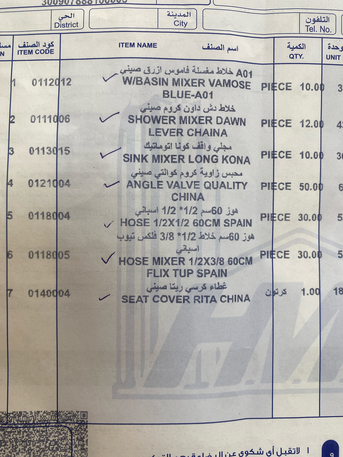 300907888100003
الحي
District
المدينة
City
التلفون
Tel. No.
كود الصنف
ITEM CODE
ITEM NAME
اسم الصنف
الكمية
QTY.
UNIT
1 0112012
خلاط مغسلة فاموس ازرق صيني A01
W/BASIN MIXER VAMOSE
BLUE-A01
PIECE 10.00
2 0111006
خلاط دش داون كروم صيني
SHOWER MIXER DAWN
LEVER CHAINA
PIECE 12.00
3 0113015
مجلي واقف كونا اتوماتيك
SINK MIXER LONG KONA
PIECE 10.00
4 0121004
محبس زاوية كروم كوالتي صيني
ANGLE VALVE QUALITY
CHINA
PIECE 50.00
5 0118004
هوز 60سم 1/2* 1/2 اسباني
HOSE 1/2X1/2 60CM SPAIN
PIECE 30.00
6 0118005
هوز 60سم خلاط 1/2* 3/8 فلكس تيوب
اسباني
HOSE MIXER 1/2X3/8 60CM
FLIX TUP SPAIN
PIECE 30.00
7 0140004
غطاء كرسي ريتا صيني
SEAT COVER RITA CHINA
كرتون 1.00
18